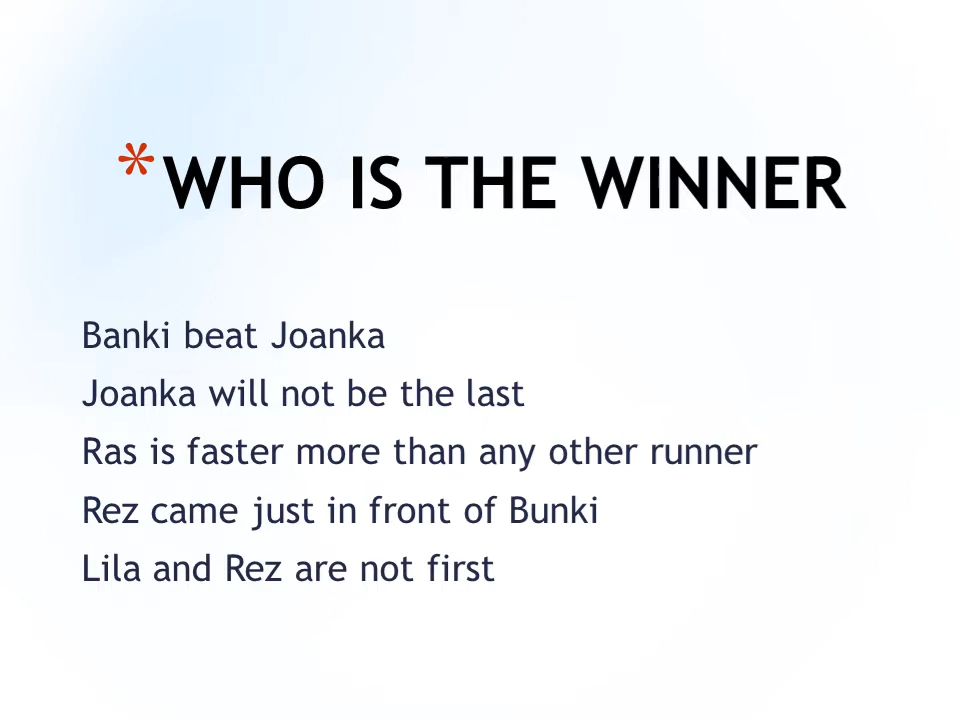 * WHO IS THE WINNER
Banki beat Joanka
Joanka will not be the last
Ras is faster more than any other runner
Rez came just in front of Bunki
Lila and Rez are not first